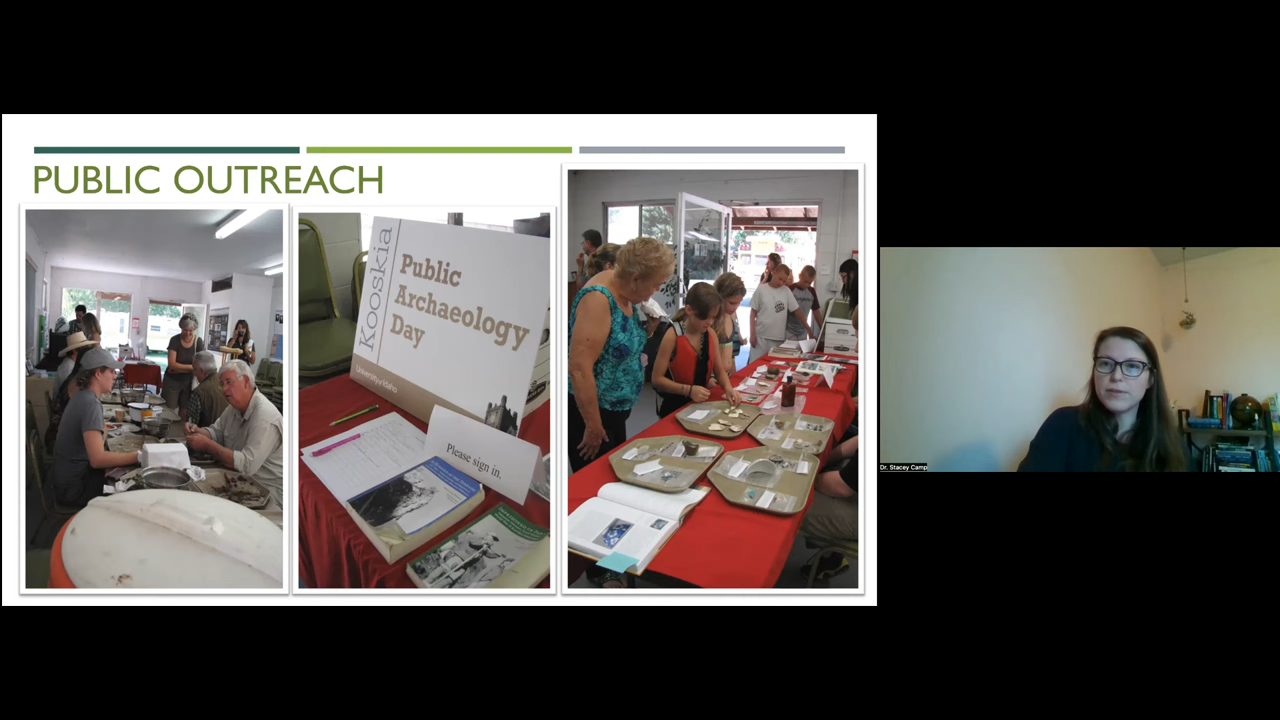 PUBLIC OUTREACH
Kooskia
Public
Archaeology
Day
University of Idaho
Please sign in.
Dr. Stacey Camp